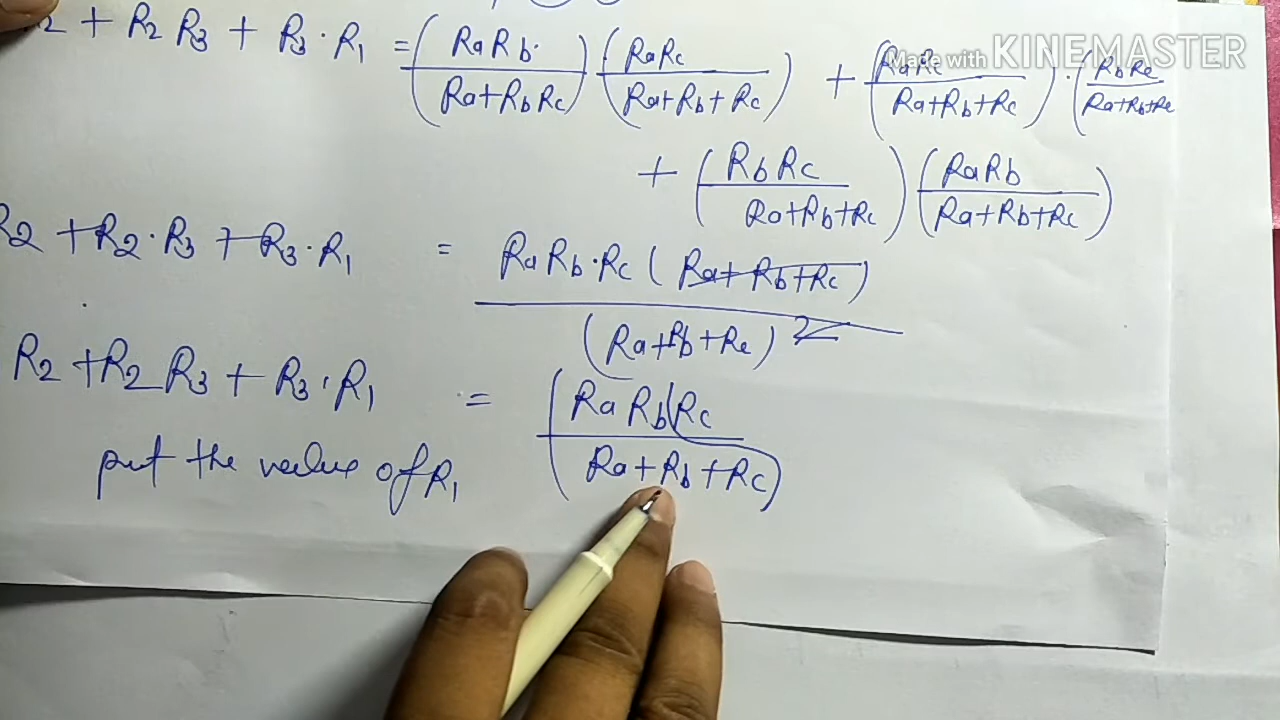 2 + R2 R3 + R3 . R1 = (RaRb / Ra+RbRc) (RaRc / Ra+Rb+Rc) + (RaRc / Ra+Rb+Rc) . (RbRc / Ra+Rb+Rc
Made with KINEMASTER
+ (RbRc / Ra+Rb+Rc) (RaRb / Ra+Rb+Rc)
R2 + R2 . R3 + R3 . R1 = RaRb . Rc (Ra+Rb+Rc) / (Ra+Rb+Rc)2
R2 + R2 R3 + R3 . R1 = (RaRb Rc / Ra+Rb+Rc)
put the value of R1